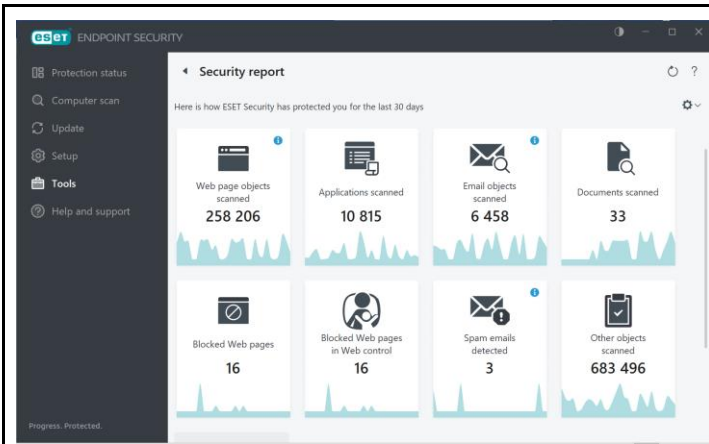 eset ENDPOINT SECURITY
Protection status
Computer scan
Update
Setup
Tools
Help and support
Progress. Protected.
Security report
?
Here is how ESET Security has protected you for the last 30 days
Web page objects
scanned
258 206
Applications scanned
10 815
Email objects
scanned
6 458
Documents scanned
33
Blocked Web pages
16
Blocked Web pages
in Web control
16
Spam emails
detected
3
Other objects
scanned
683 496